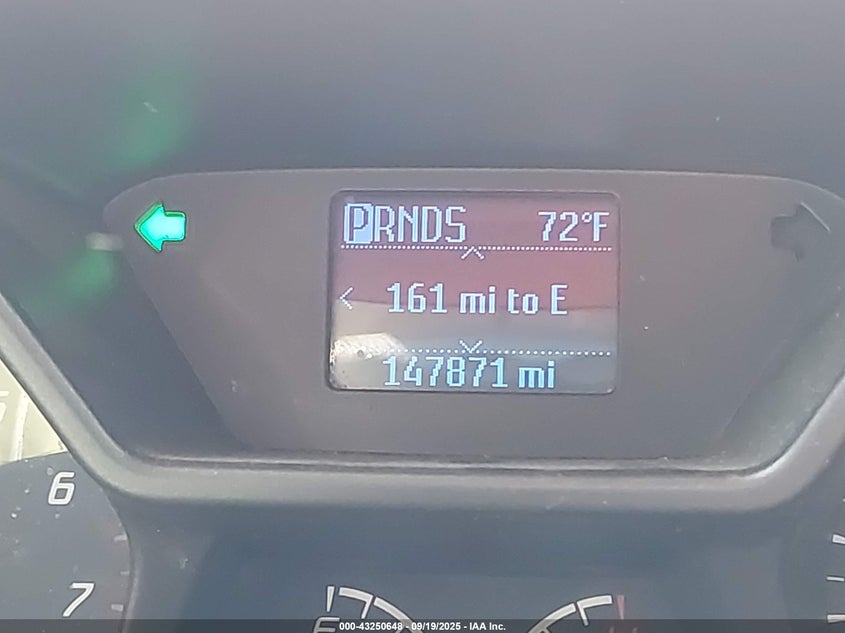 PRNDS 72°F
161 mi to E
147871 mi
6
7
000-43250648 - 09/19/2025 - IAA Inc.